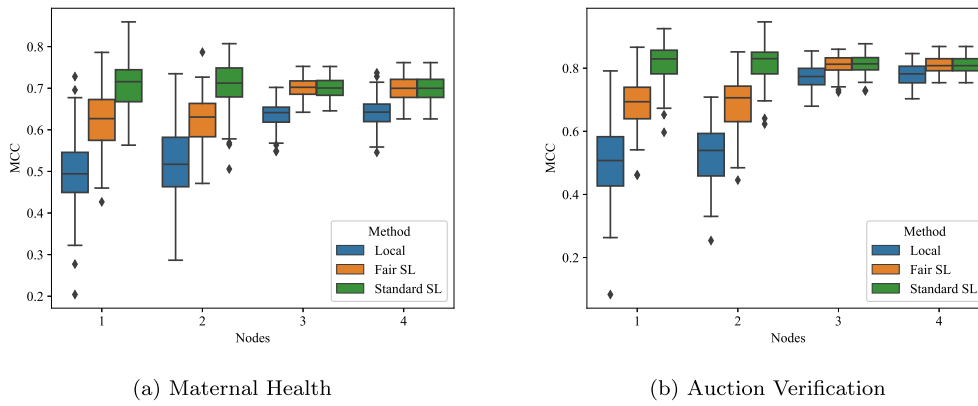 0.8
0.7
0.6
0.5
0.4
0.3
0.2
MCC
1 2 3 4
Nodes
Method
Local
Fair SL
Standard SL
(a) Maternal Health
0.8
0.6
0.4
0.2
MCC
1 2 3 4
Nodes
Method
Local
Fair SL
Standard SL
(b) Auction Verification